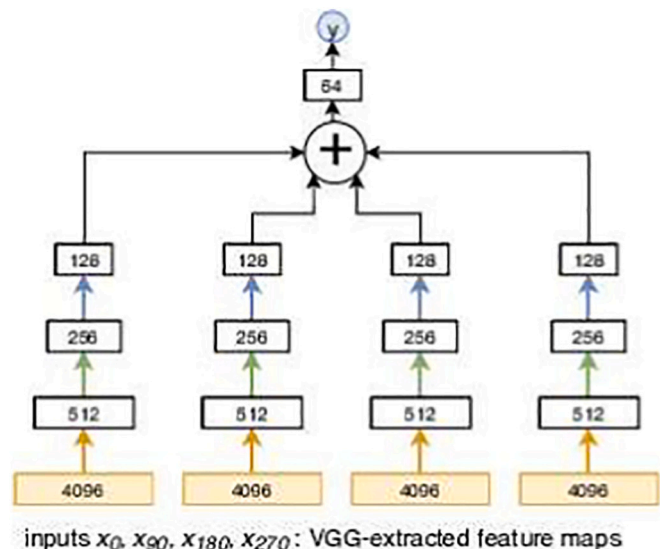 y
64
+
128 128 128 128
256 256 256 256
512 512 512 512
4096 4096 4096 4096
inputs x0, x90, x180, x270: VGG-extracted feature maps